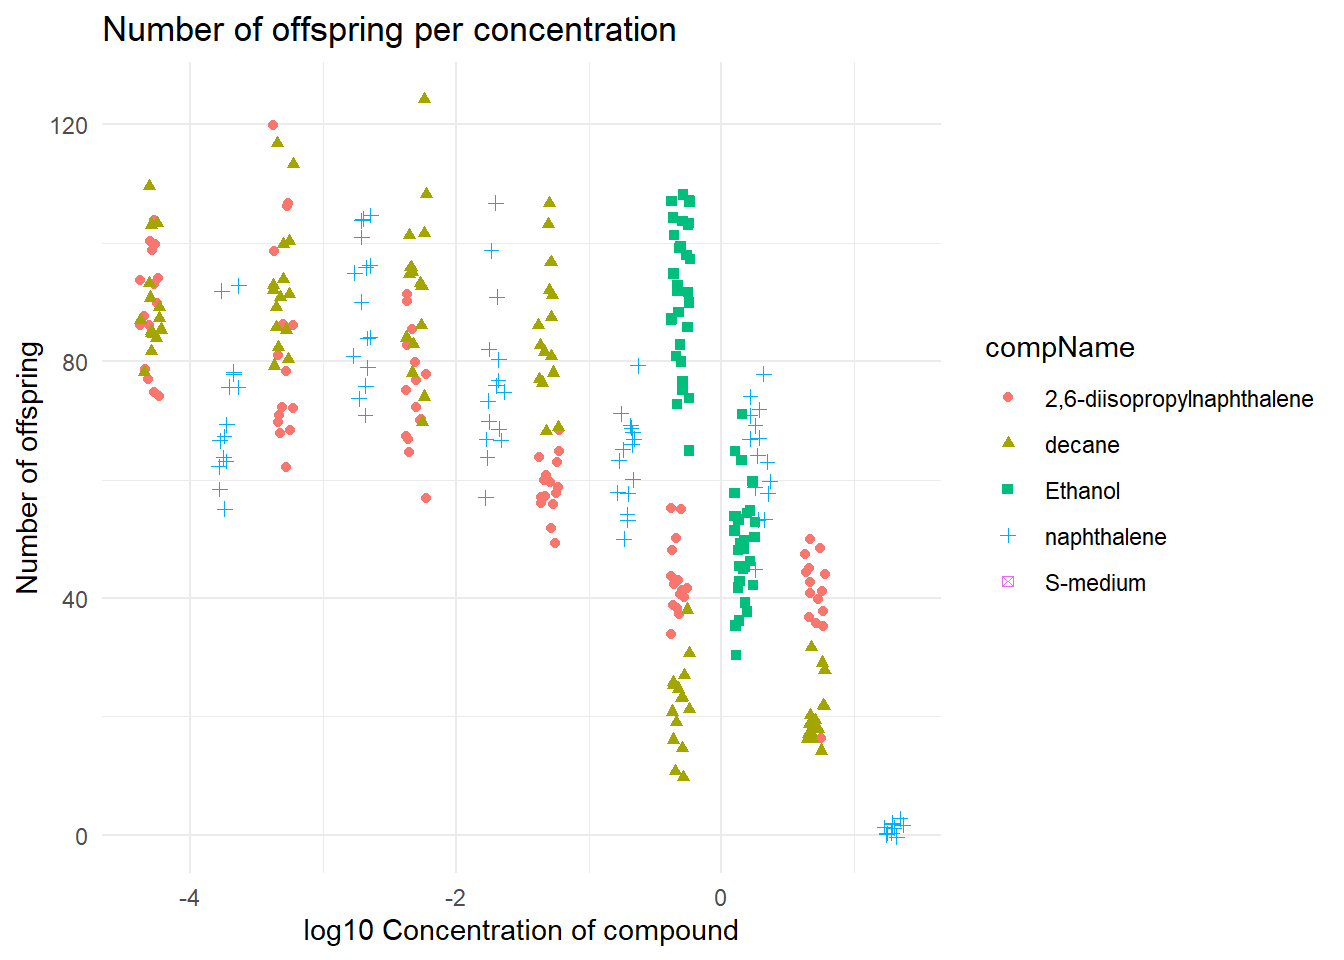 Number of offspring per concentration
120
80
40
0
Number of offspring
-4
-2
0
log10 Concentration of compound
compName
2,6-diisopropylnaphthalene
decane
Ethanol
naphthalene
S-medium